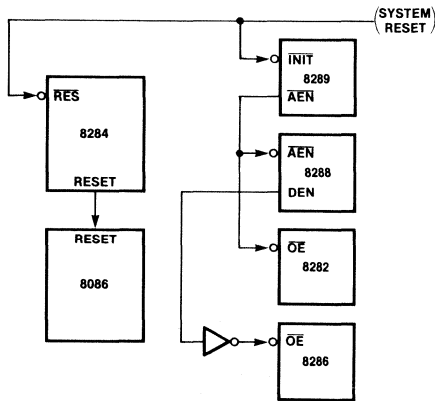 (SYSTEM
RESET)
INIT
8289
AEN
RES
8284
RESET
AEN
8288
DEN
RESET
8086
OE
8282
OE
8286